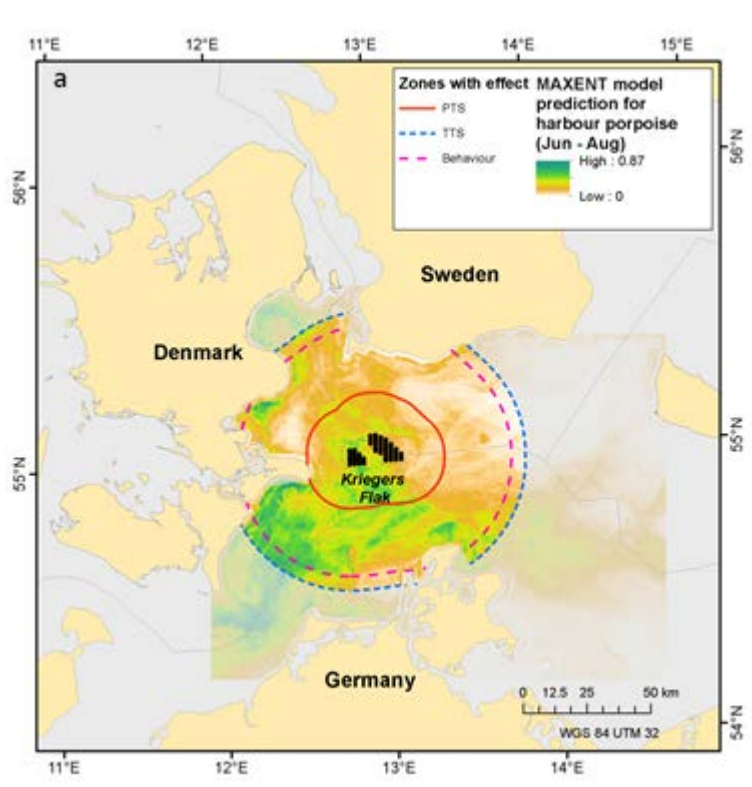 11°E 12°E 13°E 14°E 15°E
a
Zones with effect
PTS
TTS
Behaviour
MAXENT model
prediction for
harbour porpoise
(Jun - Aug)
High : 0.87
Low : 0
56°N
56°N
Sweden
Denmark
55°N
55°N
Kriegers
Flak
Germany
0 12.5 25 50 km
WGS 84 UTM 32
54°N
11°E 12°E 13°E 14°E